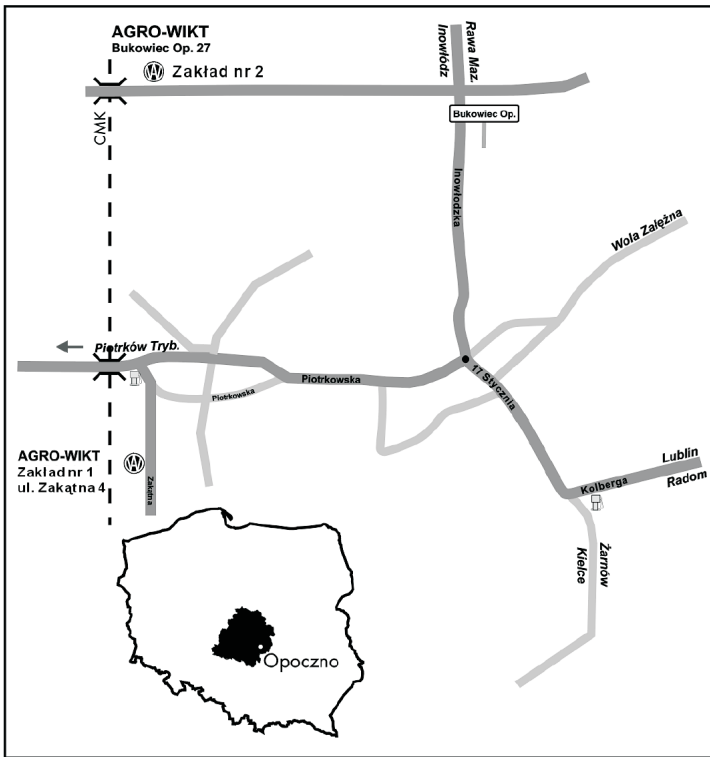 AGRO-WIKT
Bukowiec Op. 27
Zakład nr 2
CMK
Rawa Maz.
Inowłódz
Bukowiec Op.
Inowłodzka
Wola Załężna
Piotrków Tryb.
Piotrkowska
Piotrkowska
17 Stycznia
AGRO-WIKT
Zakład nr 1
ul. Zakątna 4
Zakątna
Kolberga
Lublin
Radom
Żarnów
Kielce
Opoczno